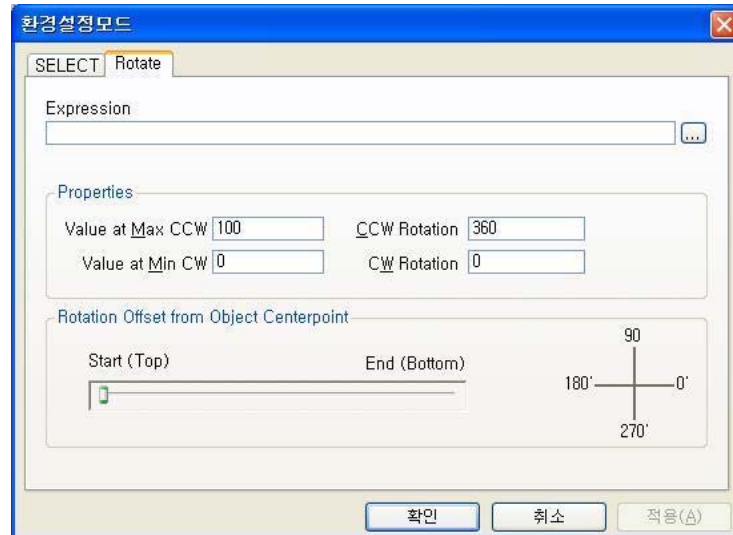 환경설정모드
SELECT Rotate
Expression
...
Properties
Value at Max CCW 100 CCW Rotation 360
Value at Min CW 0 CW Rotation 0
Rotation Offset from Object Centerpoint
Start (Top) End (Bottom)
90
180' 0'
270'
확인 취소 적용(A)